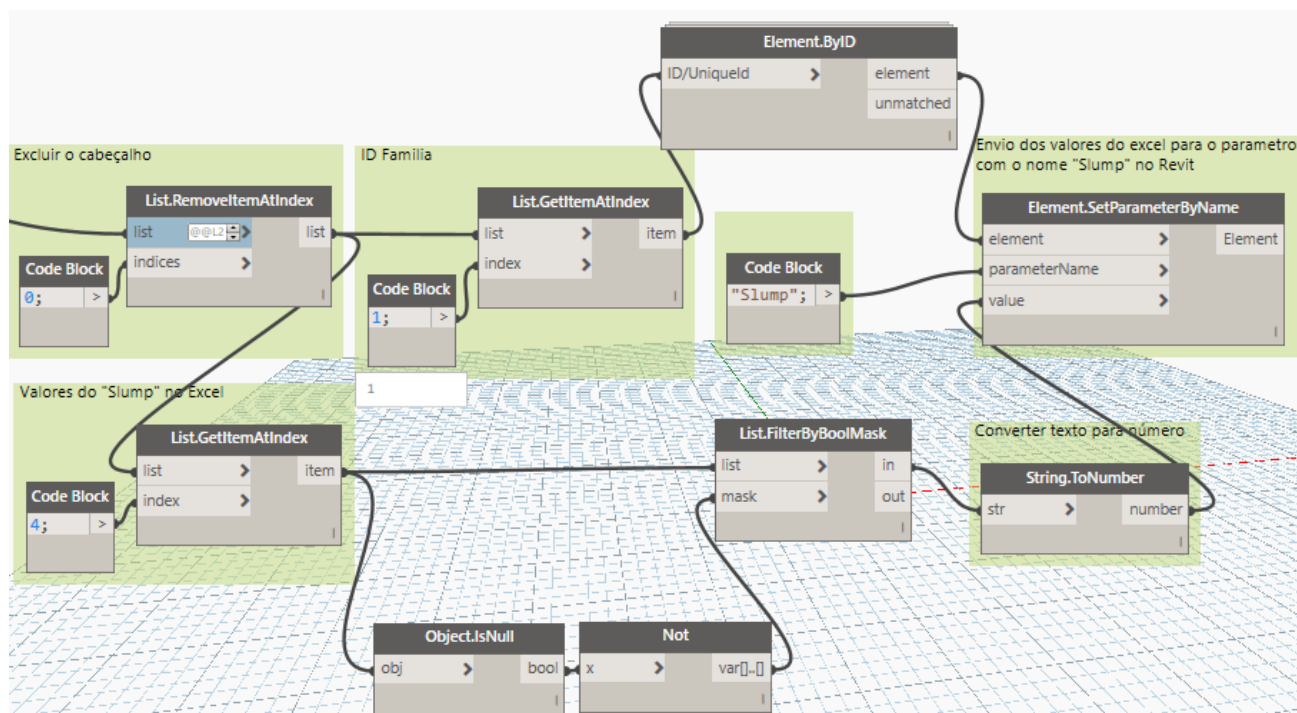 Element.ByID
ID/UniqueId > element
unmatched
Excluir o cabeçalho
List.RemoveItemAtIndex
list @@L2 > list
indices >
Code Block
0; >
ID Familia
List.GetItemAtIndex
list > item
index >
Code Block
1; >
1
Code Block
"Slump"; >
Envio dos valores do excel para o parametro
com o nome "Slump" no Revit
Element.SetParameterByName
element > Element
parameterName >
value >
Valores do "Slump" no Excel
List.GetItemAtIndex
list > item
index >
Code Block
4; >
List.FilterByBoolMask
list > in
mask > out
Converter texto para número
String.ToNumber
str > number
Object.IsNull
obj > bool
Not
x > var[]..[]